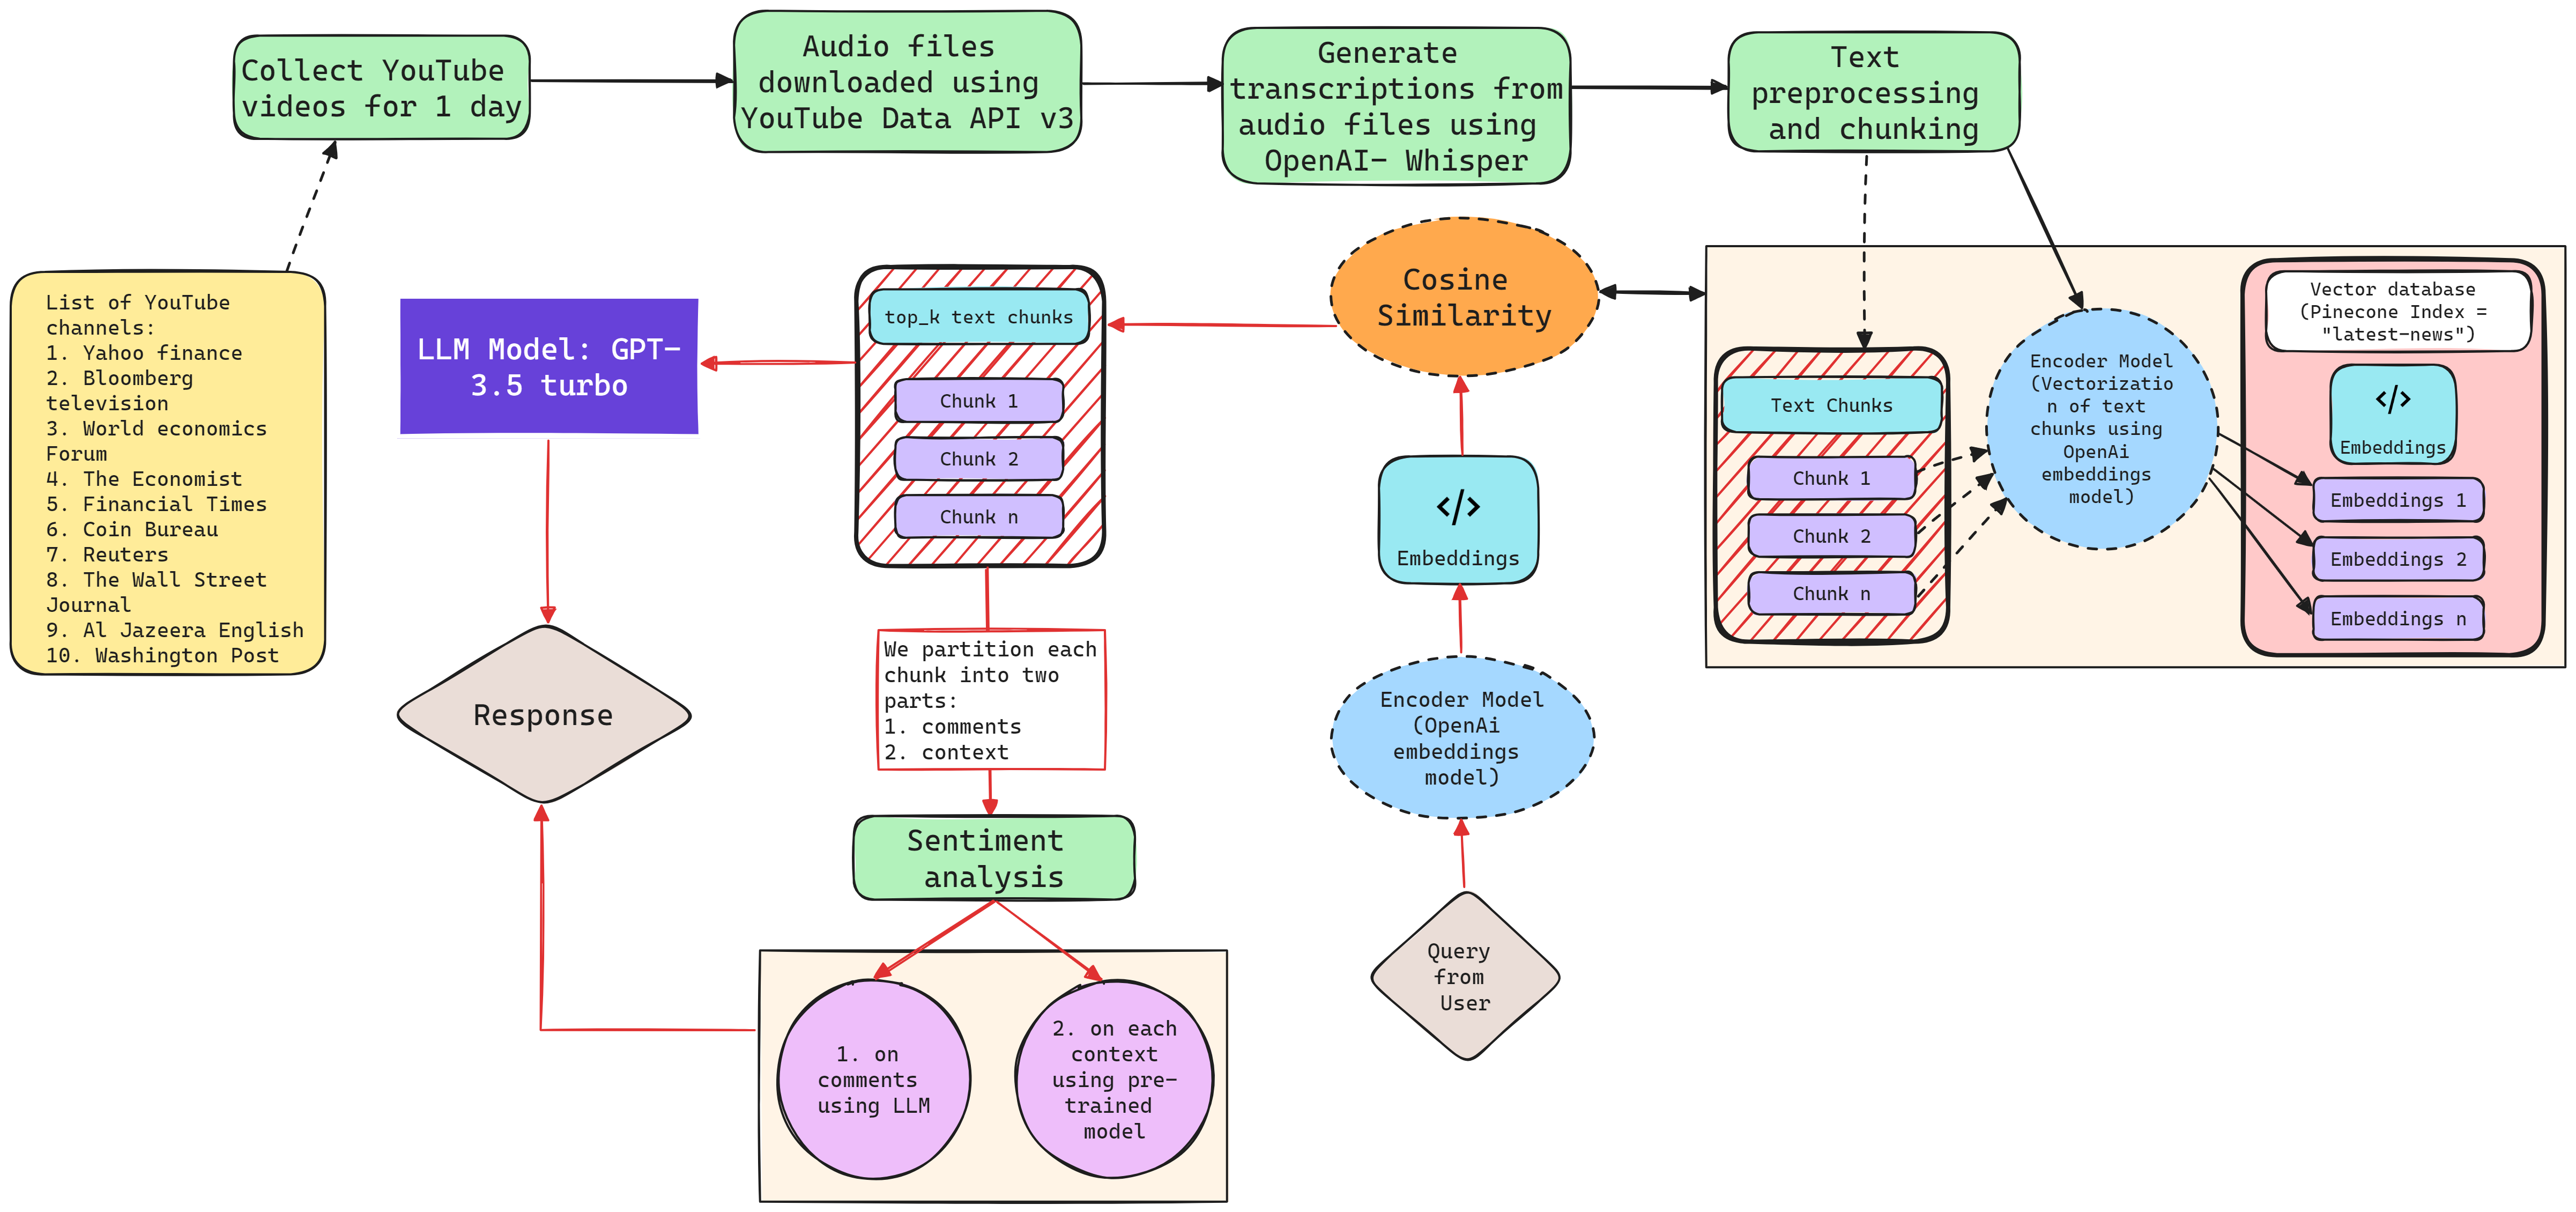 Collect YouTube
videos for 1 day
Audio files
downloaded using
YouTube Data API v3
Generate
transcriptions from
audio files using
OpenAI- Whisper
Text
preprocessing
and chunking
List of YouTube
channels:
1. Yahoo finance
2. Bloomberg
television
3. World economics
Forum
4. The Economist
5. Financial Times
6. Coin Bureau
7. Reuters
8. The Wall Street
Journal
9. Al Jazeera English
10. Washington Post
LLM Model: GPT-
3.5 turbo
Response
top_k text chunks
Chunk 1
Chunk 2
Chunk n
We partition each
chunk into two
parts:
1. comments
2. context
Sentiment
analysis
1. on
comments
using LLM
2. on each
context
using pre-
trained
model
Cosine
Similarity
</>
Embeddings
Encoder Model
(OpenAi
embeddings
model)
Query
from
User
Text Chunks
Chunk 1
Chunk 2
Chunk n
Encoder Model
(Vectorizatio
n of text
chunks using
OpenAi
embeddings
model)
Vector database
(Pinecone Index =
"latest-news")
</>
Embeddings
Embeddings 1
Embeddings 2
Embeddings n